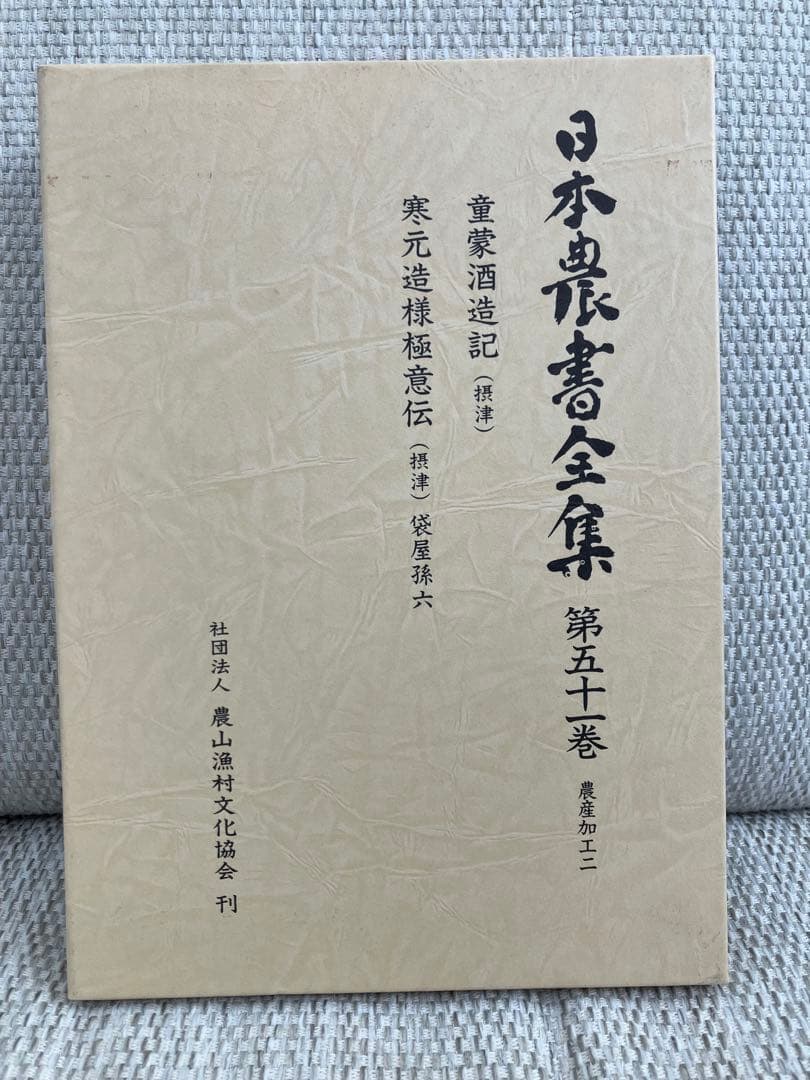 日本農書全集 第五十一巻 農産加工二
童蒙酒造記（摂津）
寒元造様極意伝（摂津）袋屋孫六
社団法人 農山漁村文化協会 刊